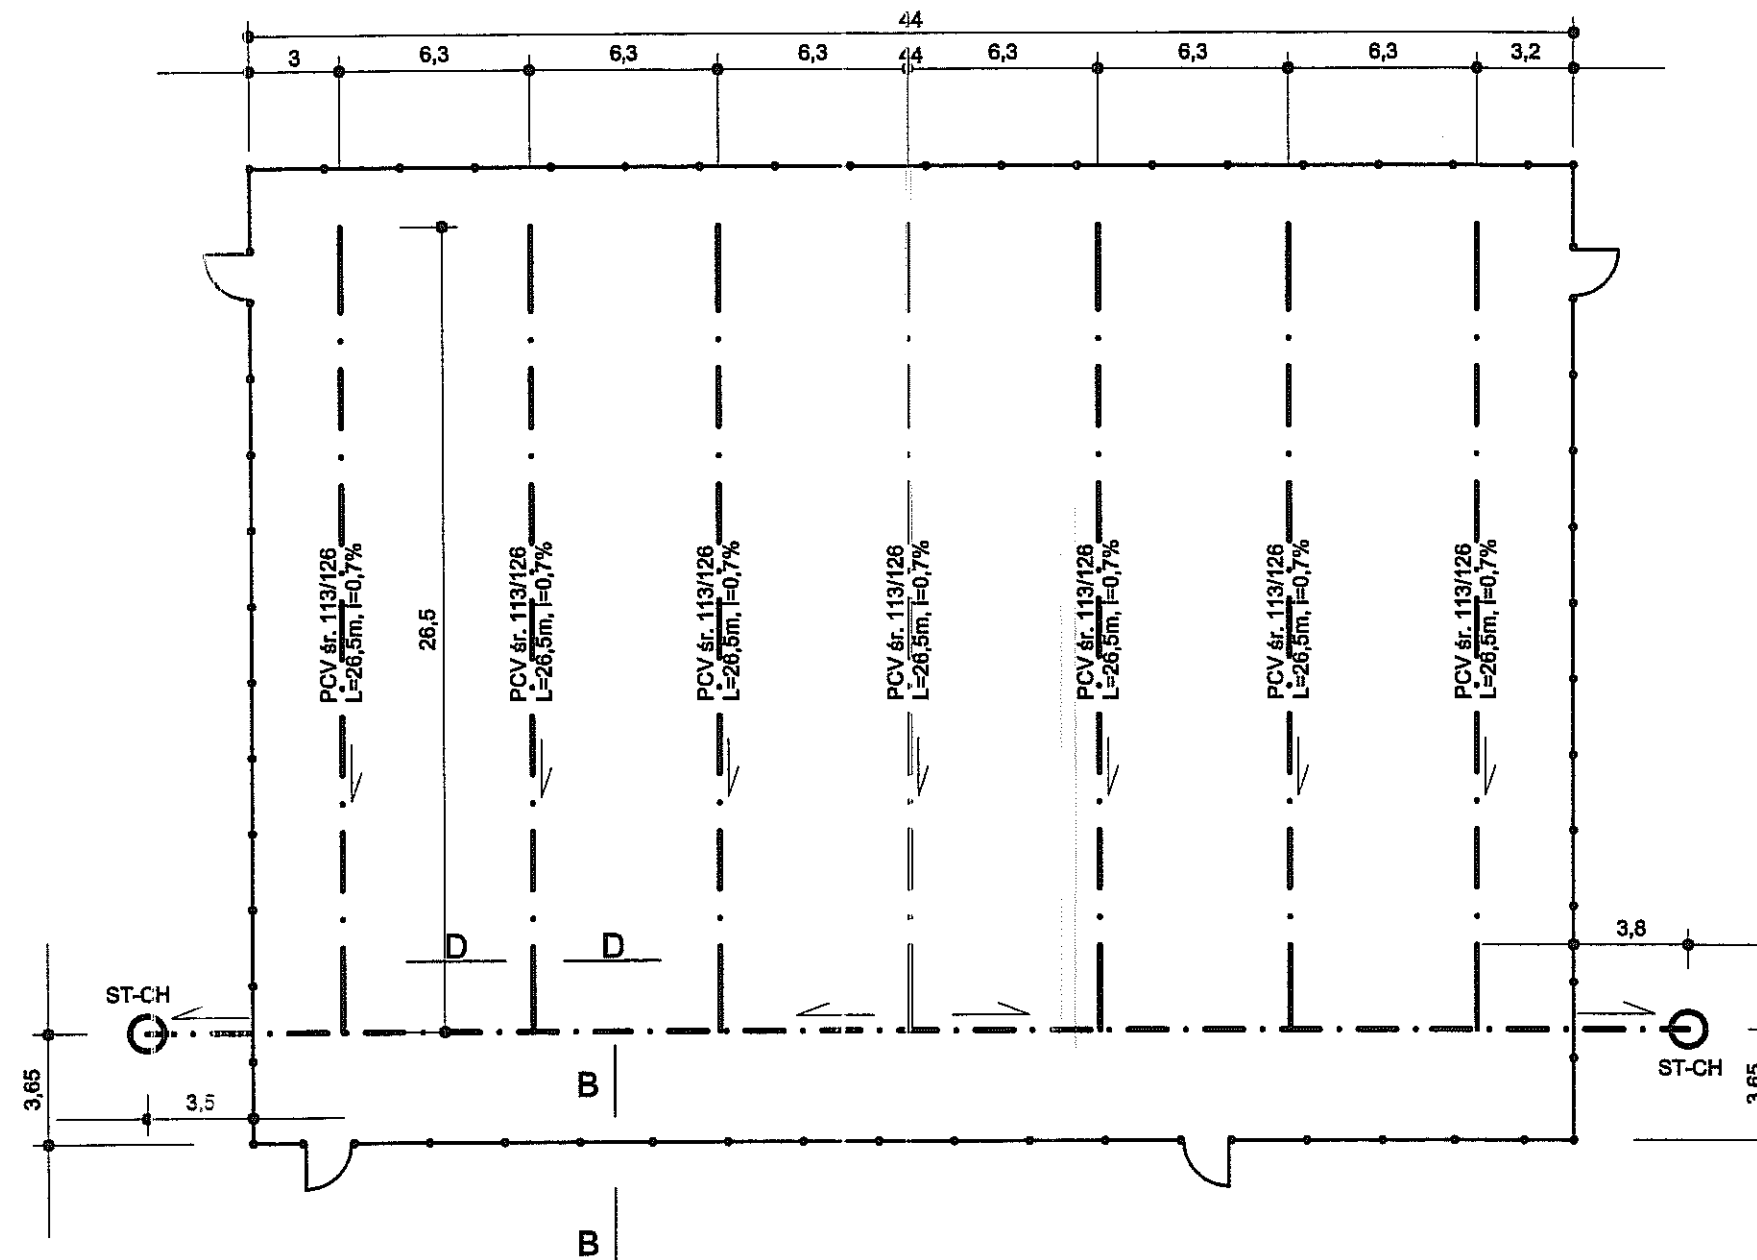 44
3
6,3
6,3
6,3
44
6,3
6,3
6,3
3,2
26,5
PCV śr. 113/126
L=26,5m, i=0,7%
PCV śr. 113/126
L=26,5m, i=0,7%
PCV śr. 113/126
L=26,5m, i=0,7%
PCV śr. 113/126
L=26,5m, i=0,7%
PCV śr. 113/126
L=26,5m, i=0,7%
PCV śr. 113/126
L=26,5m, i=0,7%
PCV śr. 113/126
L=26,5m, i=0,7%
D
D
3,8
ST-CH
ST-CH
B
3,65
3,5
3,65
B